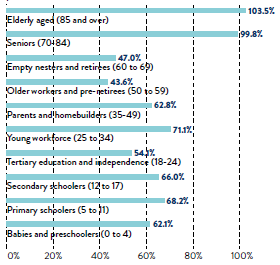 103.5%
Elderly aged (85 and over)
99.8%
Seniors (70-84)
47.0%
Empty nesters and retirees (60 to 69)
43.6%
Older workers and pre-retirees (50 to 59)
62.8%
Parents and homebuilders (35-49)
71.1%
Young workforce (25 to 34)
54.1%
Tertiary education and independence (18-24)
66.0%
Secondary schoolers (12 to 17)
68.2%
Primary schoolers (5 to 11)
62.1%
Babies and preschoolers (0 to 4)
0% 20% 40% 60% 80% 100%